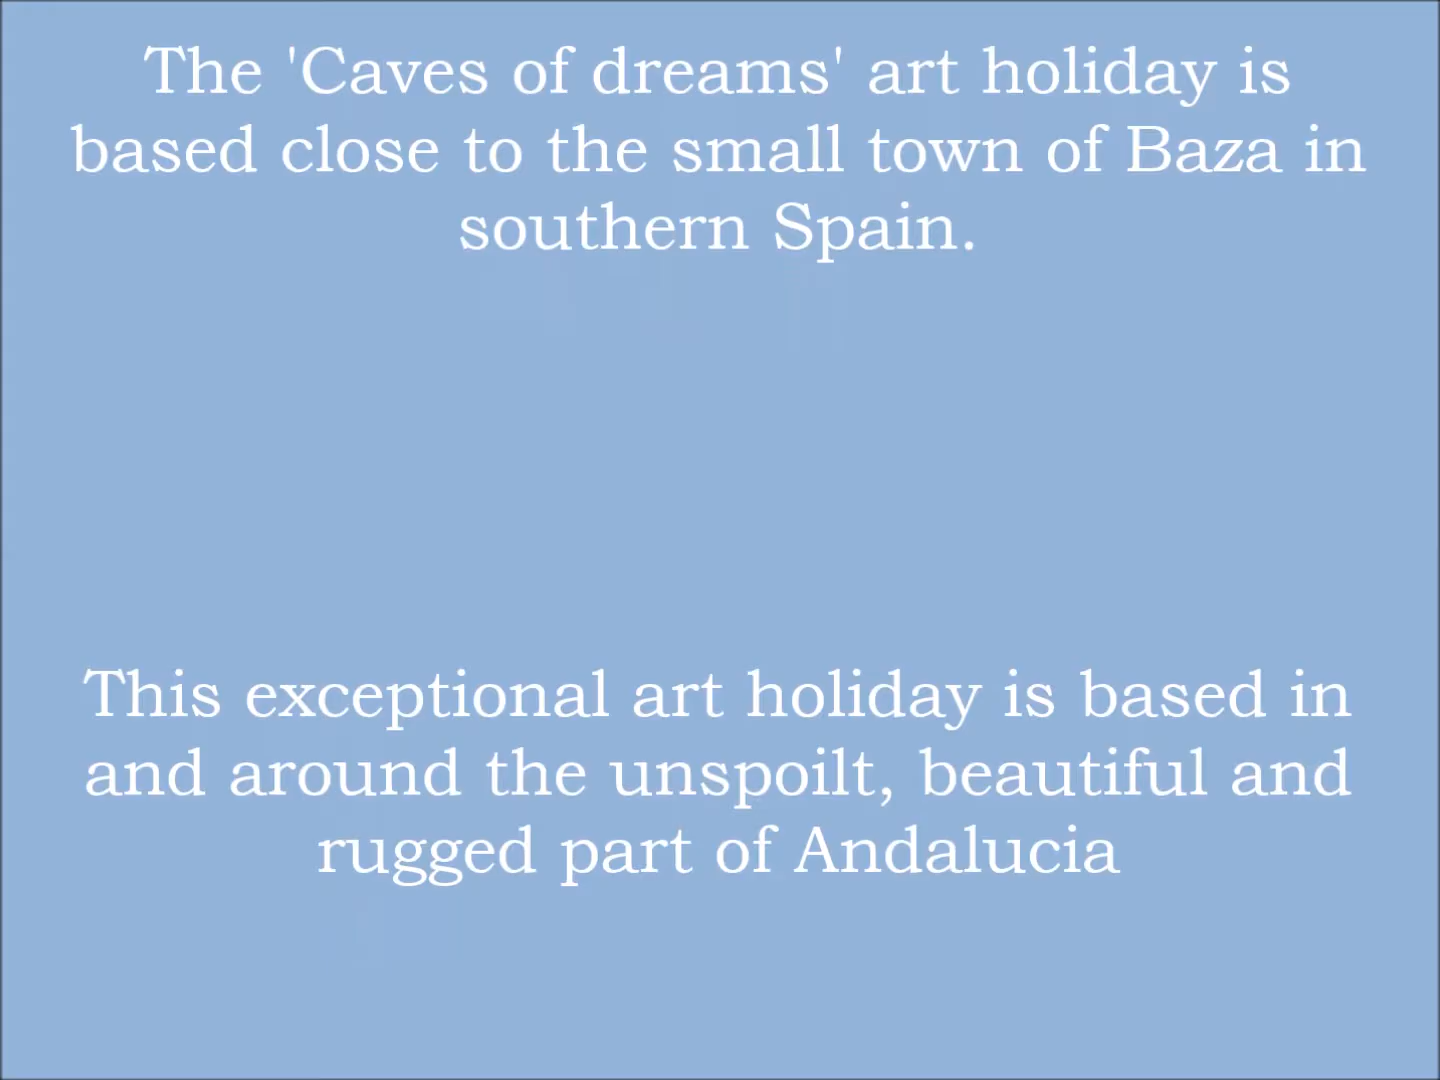 The 'Caves of dreams' art holiday is
based close to the small town of Baza in
southern Spain.
This exceptional art holiday is based in
and around the unspoilt, beautiful and
rugged part of Andalucia